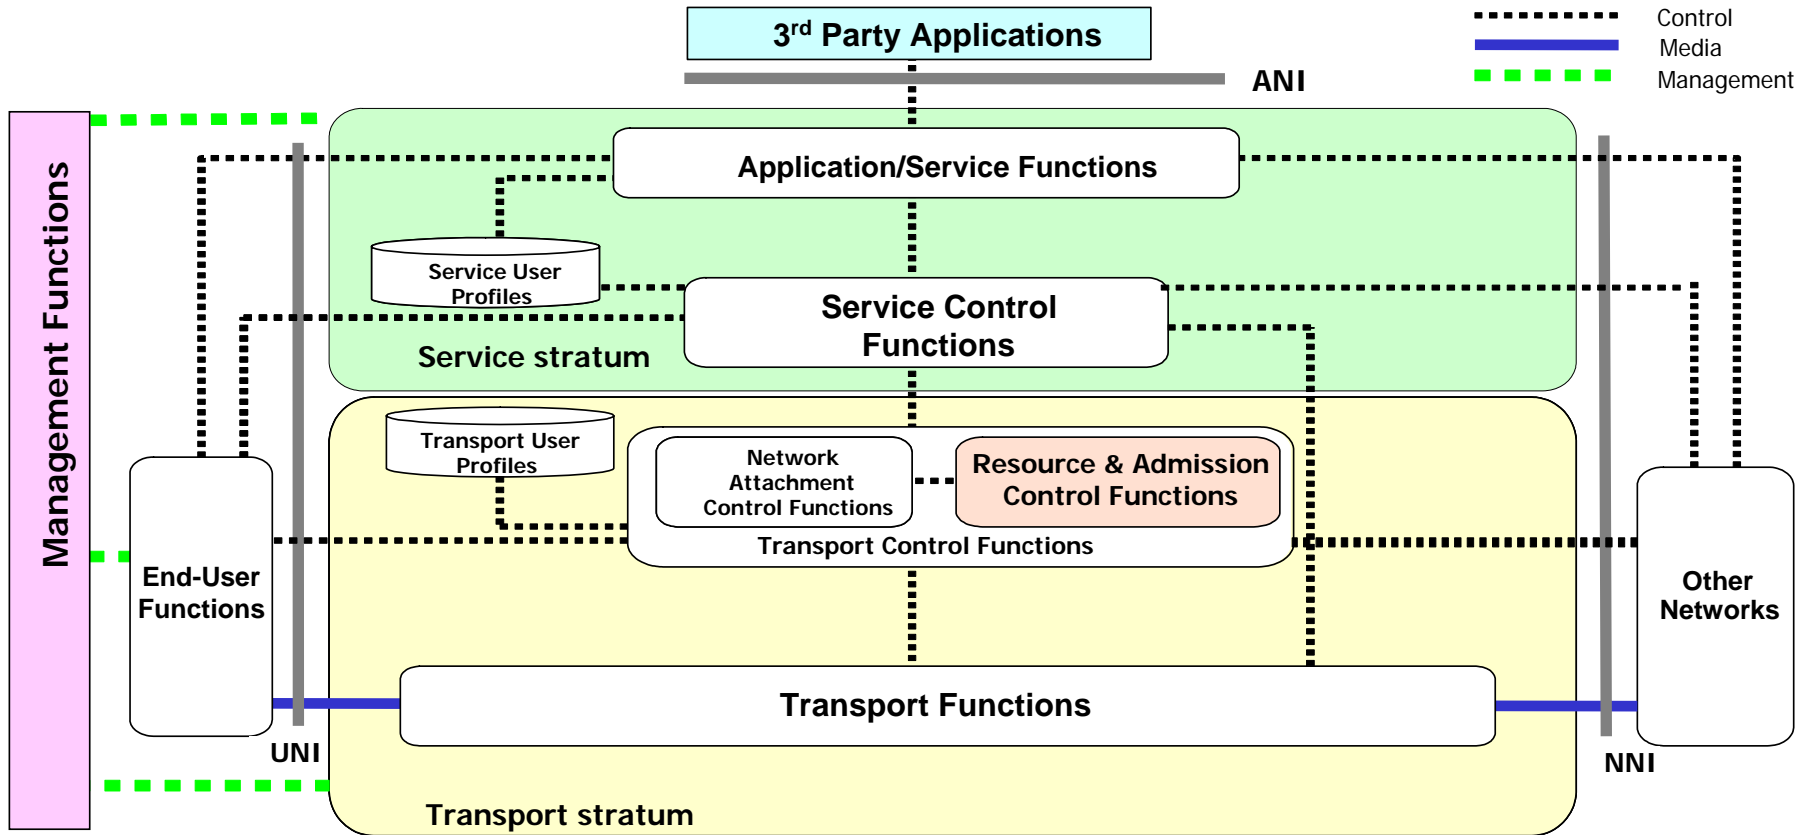 3rd Party Applications
Control
Media
Management
ANI
Management Functions
Application/Service Functions
Service User
Profiles
Service Control
Functions
Service stratum
Transport User
Profiles
Network
Attachment
Control Functions
Resource & Admission
Control Functions
Transport Control Functions
End-User
Functions
Other
Networks
Transport Functions
UNI
NNI
Transport stratum